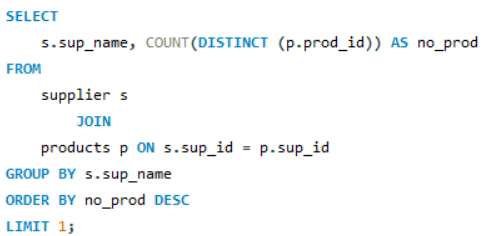 SELECT
s.sup_name, COUNT(DISTINCT (p.prod_id)) AS no_prod
FROM
supplier s
JOIN
products p ON s.sup_id = p.sup_id
GROUP BY s.sup_name
ORDER BY no_prod DESC
LIMIT 1;